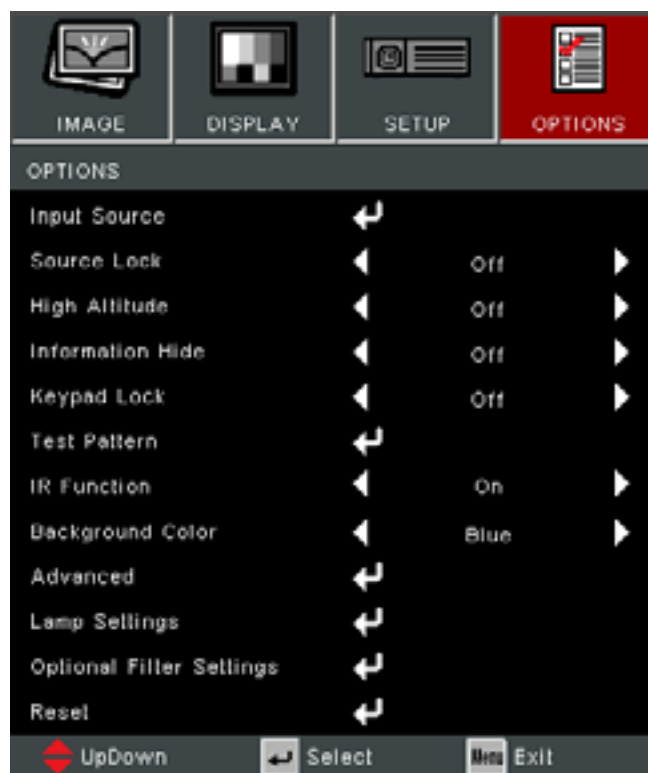 IMAGE DISPLAY SETUP OPTIONS
OPTIONS
Input Source
Source Lock Off
High Altitude Off
Information Hide Off
Keypad Lock Off
Test Pattern
IR Function On
Background Color Blue
Advanced
Lamp Settings
Optional Filter Settings
Reset
UpDown Select Menu Exit